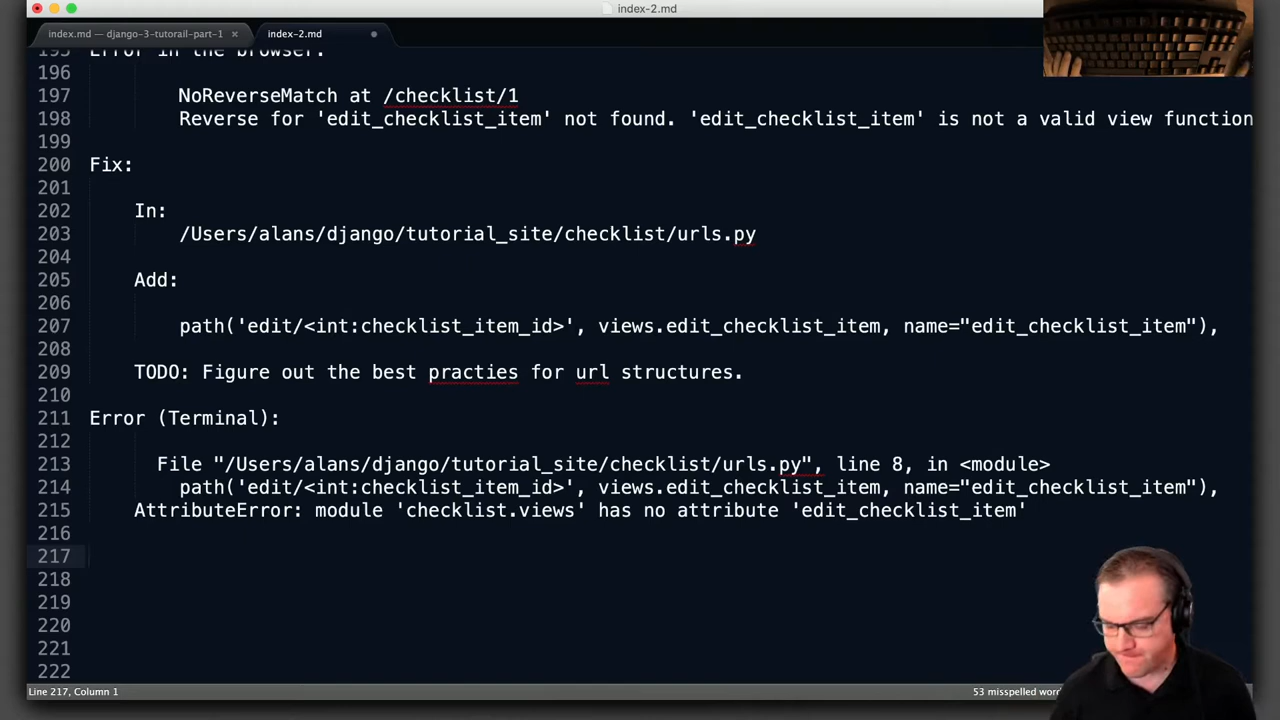 index-2.md
index.md — django-3-tutorail-part-1 ×
index-2.md
195 Error in the browser:
196
197 NoReverseMatch at /checklist/1
198 Reverse for 'edit_checklist_item' not found. 'edit_checklist_item' is not a valid view function
199
200 Fix:
201
202 In:
203 /Users/alans/django/tutorial_site/checklist/urls.py
204
205 Add:
206
207 path('edit/<int:checklist_item_id>', views.edit_checklist_item, name="edit_checklist_item"),
208
209 TODO: Figure out the best practies for url structures.
210
211 Error (Terminal):
212
213 File "/Users/alans/django/tutorial_site/checklist/urls.py", line 8, in <module>
214 path('edit/<int:checklist_item_id>', views.edit_checklist_item, name="edit_checklist_item"),
215 AttributeError: module 'checklist.views' has no attribute 'edit_checklist_item'
216
217
218
219
220
221
222
Line 217, Column 1
53 misspelled